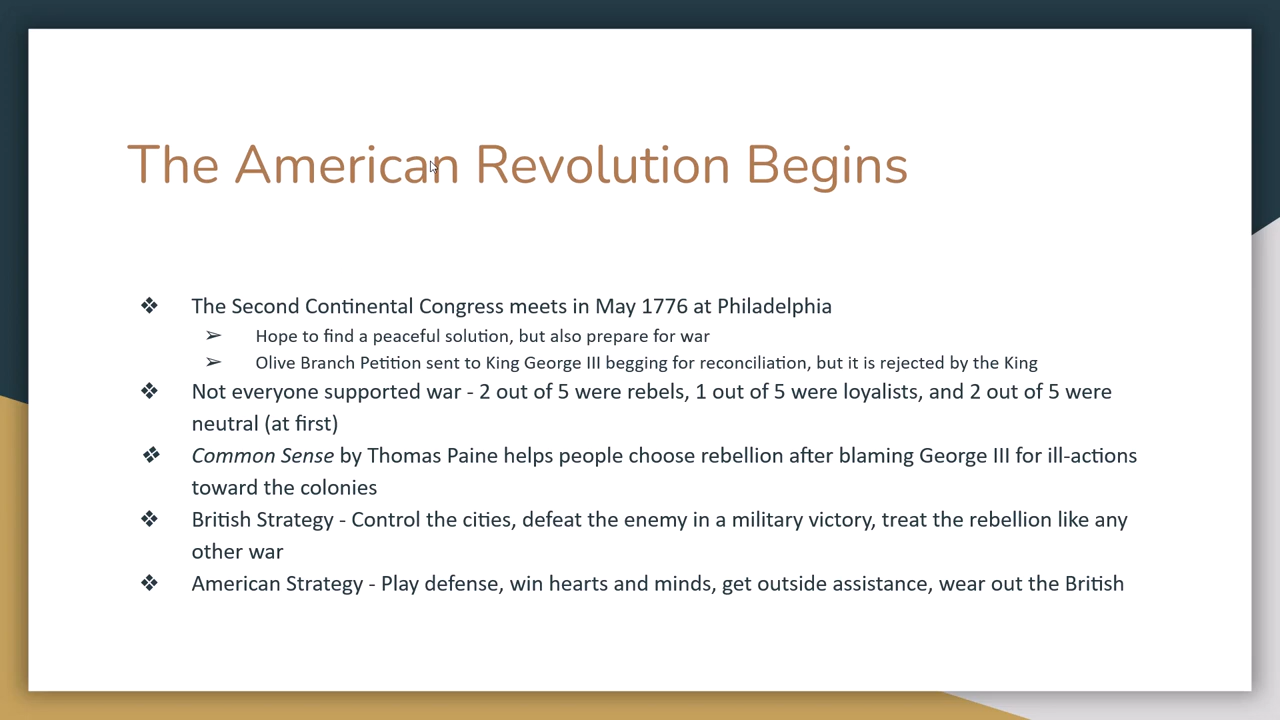 The American Revolution Begins
❖ The Second Continental Congress meets in May 1776 at Philadelphia
➢ Hope to find a peaceful solution, but also prepare for war
➢ Olive Branch Petition sent to King George III begging for reconciliation, but it is rejected by the King
❖ Not everyone supported war - 2 out of 5 were rebels, 1 out of 5 were loyalists, and 2 out of 5 were
neutral (at first)
❖ Common Sense by Thomas Paine helps people choose rebellion after blaming George III for ill-actions
toward the colonies
❖ British Strategy - Control the cities, defeat the enemy in a military victory, treat the rebellion like any
other war
❖ American Strategy - Play defense, win hearts and minds, get outside assistance, wear out the British